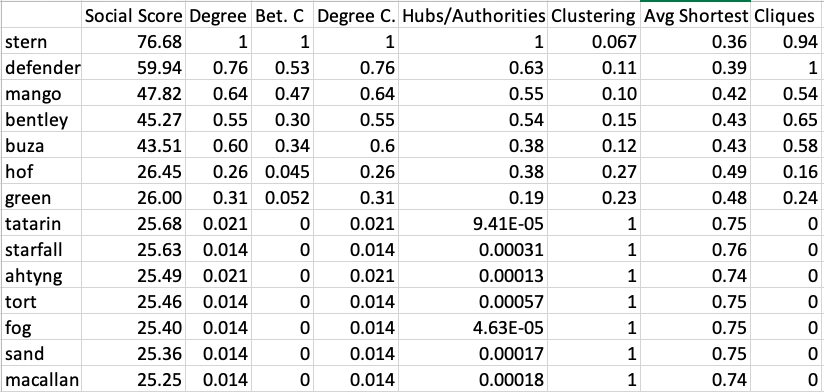 Social Score Degree Bet. C Degree C. Hubs/Authorities Clustering Avg Shortest Cliques
stern 76.68 1 1 1 1 0.067 0.36 0.94
defender 59.94 0.76 0.53 0.76 0.63 0.11 0.39 1
mango 47.82 0.64 0.47 0.64 0.55 0.10 0.42 0.54
bentley 45.27 0.55 0.30 0.55 0.54 0.15 0.43 0.65
buza 43.51 0.60 0.34 0.6 0.38 0.12 0.43 0.58
hof 26.45 0.26 0.045 0.26 0.38 0.27 0.49 0.16
green 26.00 0.31 0.052 0.31 0.19 0.23 0.48 0.24
tatarin 25.68 0.021 0 0.021 9.41E-05 1 0.75 0
starfall 25.63 0.014 0 0.014 0.00031 1 0.76 0
ahtyng 25.49 0.021 0 0.021 0.00013 1 0.74 0
tort 25.46 0.014 0 0.014 0.00057 1 0.75 0
fog 25.40 0.014 0 0.014 4.63E-05 1 0.75 0
sand 25.36 0.014 0 0.014 0.00017 1 0.75 0
macallan 25.25 0.014 0 0.014 0.00018 1 0.74 0